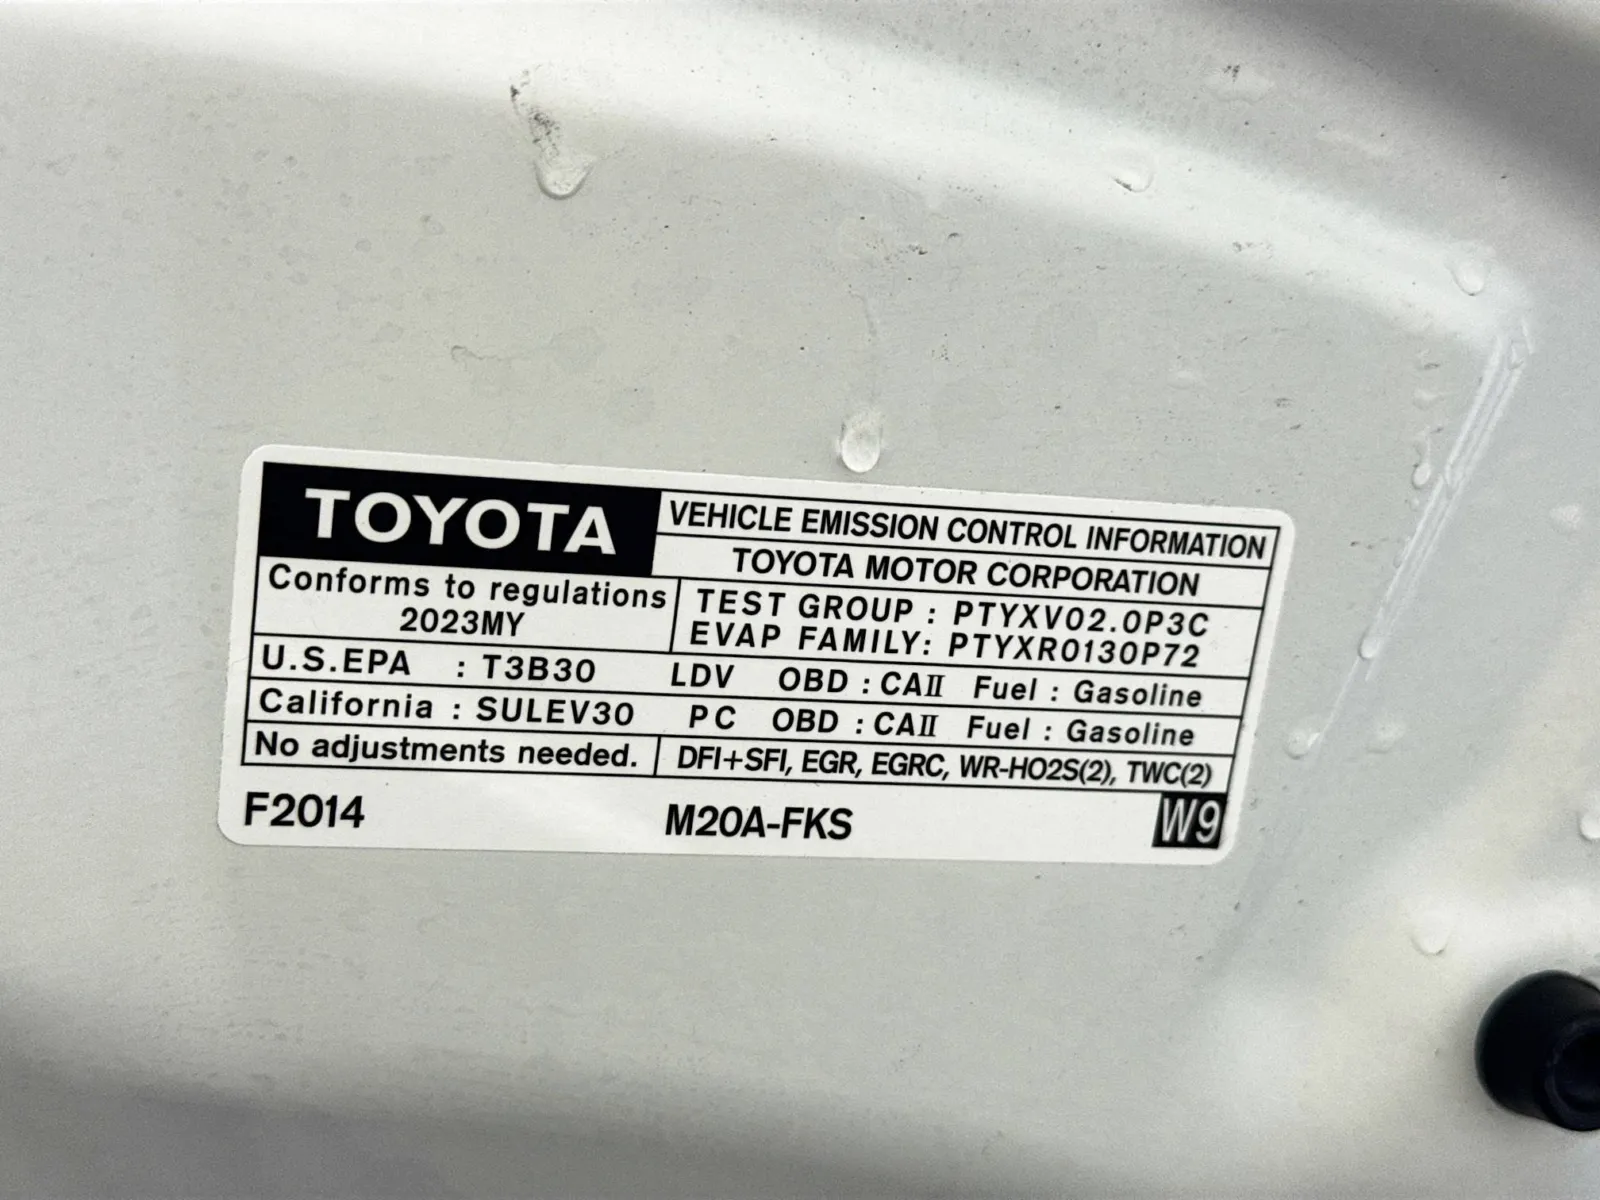 TOYOTA
VEHICLE EMISSION CONTROL INFORMATION
TOYOTA MOTOR CORPORATION
Conforms to regulations
2023MY
TEST GROUP : PTYXV02.0P3C
EVAP FAMILY: PTYXR0130P72
U.S.EPA : T3B30 LDV OBD : CAII Fuel : Gasoline
California : SULEV30 PC OBD : CAII Fuel : Gasoline
No adjustments needed. DFI+SFI, EGR, EGRC, WR-HO2S(2), TWC(2)
F2014 M20A-FKS W9